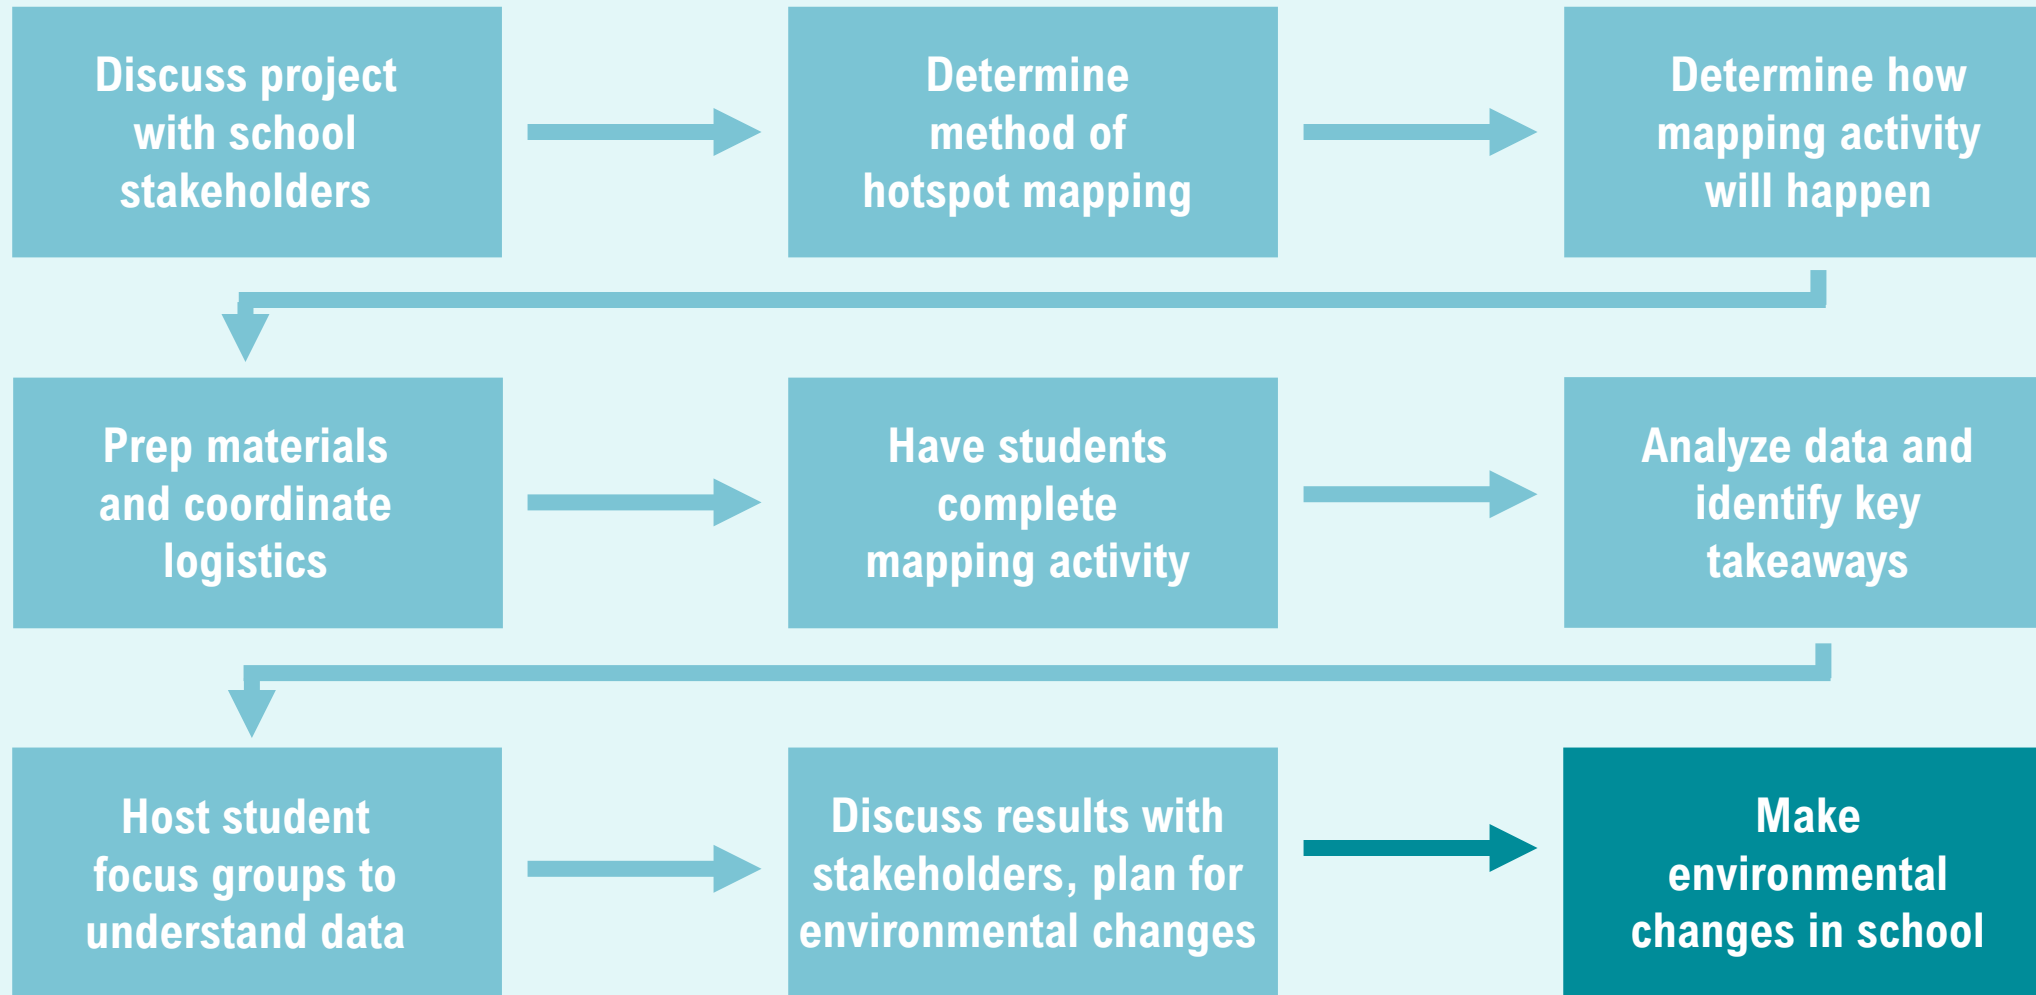 Discuss project
with school
stakeholders
Determine
method of
hotspot mapping
Determine how
mapping activity
will happen
Prep materials
and coordinate
logistics
Have students
complete
mapping activity
Analyze data and
identify key
takeaways
Host student
focus groups to
understand data
Discuss results with
stakeholders, plan for
environmental changes
Make
environmental
changes in school